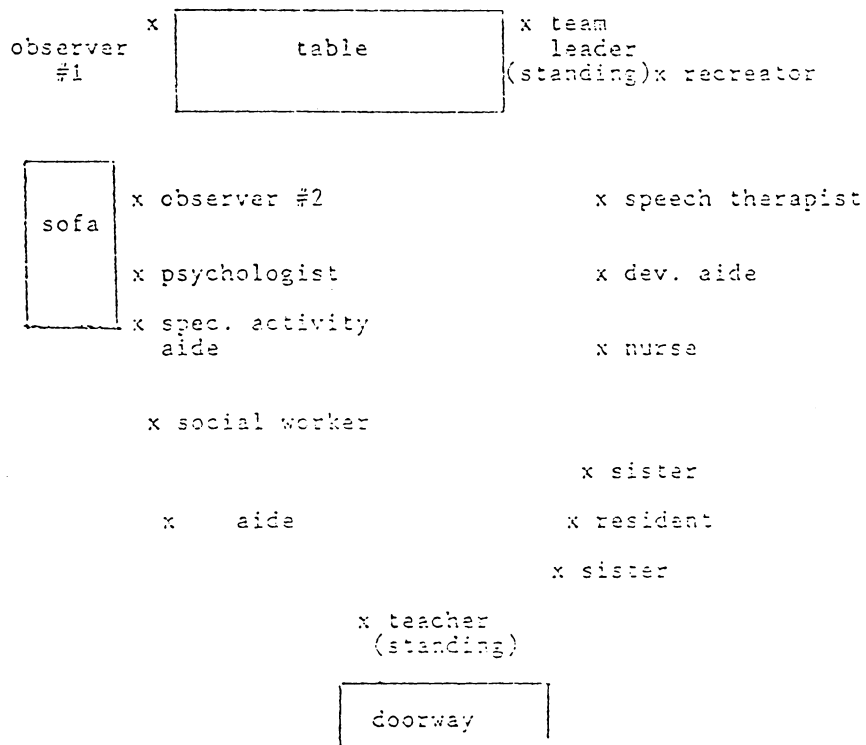 x x team
observer table leader
#1 (standing)x recreator
x observer #2 x speech therapist
sofa
x psychologist x dev. aide
x spec. activity
aide x nurse
x social worker
x sister
x aide x resident
x sister
x teacher
(standing)
doorway